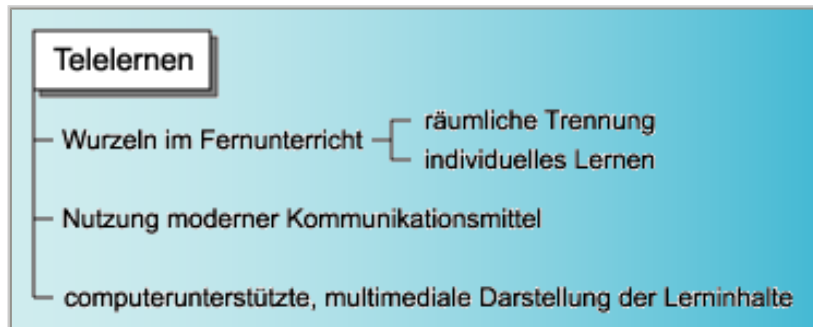 Telelernen
Wurzeln im Fernunterricht
räumliche Trennung
individuelles Lernen
Nutzung moderner Kommunikationsmittel
computerunterstützte, multimediale Darstellung der Lerninhalte